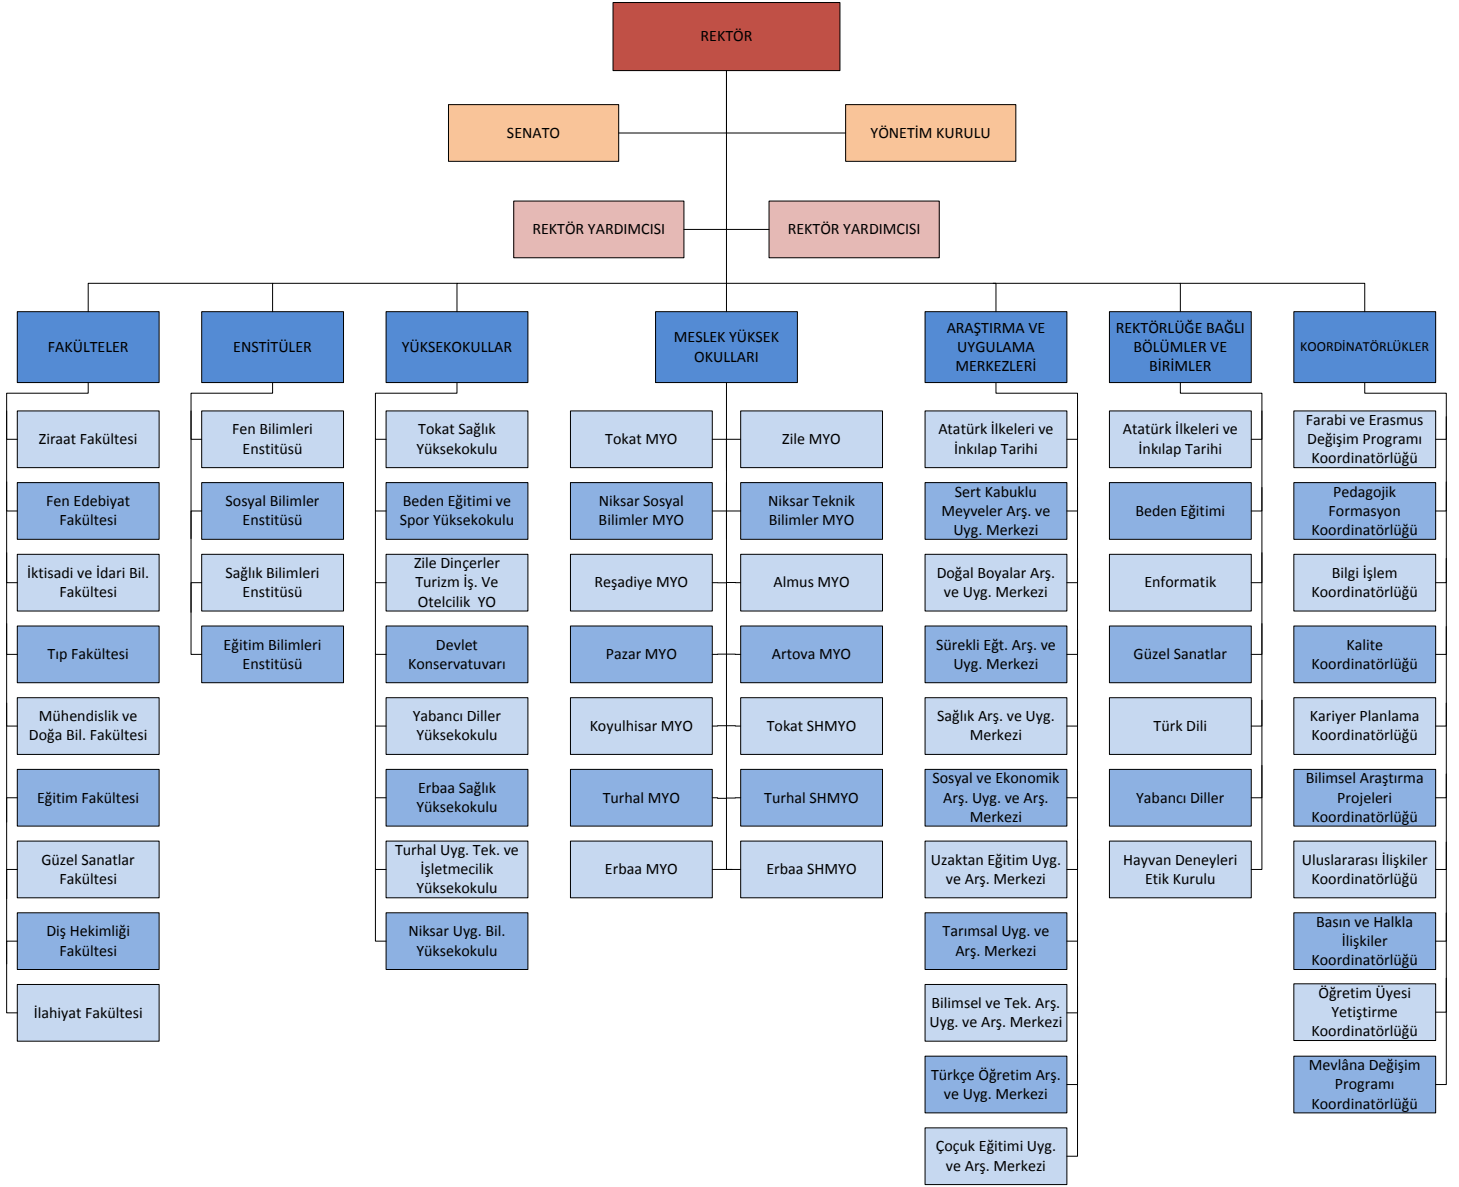 REKTÖR
SENATO
YÖNETİM KURULU
REKTÖR YARDIMCISI
REKTÖR YARDIMCISI
FAKÜLTELER
Ziraat Fakültesi
Fen Edebiyat
Fakültesi
İktisadi ve İdari Bil.
Fakültesi
Tıp Fakültesi
Mühendislik ve
Doğa Bil. Fakültesi
Eğitim Fakültesi
Güzel Sanatlar
Fakültesi
Diş Hekimliği
Fakültesi
İlahiyat Fakültesi
ENSTİTÜLER
Fen Bilimleri
Enstitüsü
Sosyal Bilimler
Enstitüsü
Sağlık Bilimleri
Enstitüsü
Eğitim Bilimleri
Enstitüsü
YÜKSEKOKULLAR
Tokat Sağlık
Yüksekokulu
Beden Eğitimi ve
Spor Yüksekokulu
Zile Dinçerler
Turizm İş. Ve
Otelcilik YO
Devlet
Konservatuvarı
Yabancı Diller
Yüksekokulu
Erbaa Sağlık
Yüksekokulu
Turhal Uyg. Tek. ve
İşletmecilik
Yüksekokulu
Niksar Uyg. Bil.
Yüksekokulu
MESLEK YÜKSEK
OKULLARI
Tokat MYO
Zile MYO
Niksar Sosyal
Bilimler MYO
Niksar Teknik
Bilimler MYO
Reşadiye MYO
Almus MYO
Pazar MYO
Artova MYO
Koyulhisar MYO
Tokat SHMYO
Turhal MYO
Turhal SHMYO
Erbaa MYO
Erbaa SHMYO
ARAŞTIRMA VE
UYGULAMA
MERKEZLERİ
Atatürk İlkeleri ve
İnkılap Tarihi
Sert Kabuklu
Meyveler Arş. ve
Uyg. Merkezi
Doğal Boyalar Arş.
ve Uyg. Merkezi
Sürekli Eğt. Arş. ve
Uyg. Merkezi
Sağlık Arş. ve Uyg.
Merkezi
Sosyal ve Ekonomik
Arş. Uyg. ve Arş.
Merkezi
Uzaktan Eğitim Uyg.
ve Arş. Merkezi
Tarımsal Uyg. ve
Arş. Merkezi
Bilimsel ve Tek. Arş.
Uyg. ve Arş. Merkezi
Türkçe Öğretim Arş.
ve Uyg. Merkezi
Çoçuk Eğitimi Uyg.
ve Arş. Merkezi
REKTÖRLÜĞE BAĞLI
BÖLÜMLER VE
BİRİMLER
Atatürk İlkeleri ve
İnkılap Tarihi
Beden Eğitimi
Enformatik
Güzel Sanatlar
Türk Dili
Yabancı Diller
Hayvan Deneyleri
Etik Kurulu
KOORDİNATÖRLÜKLER
Farabi ve Erasmus
Değişim Programı
Koordinatörlüğü
Pedagojik
Formasyon
Koordinatörlüğü
Bilgi İşlem
Koordinatörlüğü
Kalite
Koordinatörlüğü
Kariyer Planlama
Koordinatörlüğü
Bilimsel Araştırma
Projeleri
Koordinatörlüğü
Uluslararası İlişkiler
Koordinatörlüğü
Basın ve Halkla
İlişkiler
Koordinatörlüğü
Öğretim Üyesi
Yetiştirme
Koordinatörlüğü
Mevlâna Değişim
Programı
Koordinatörlüğü